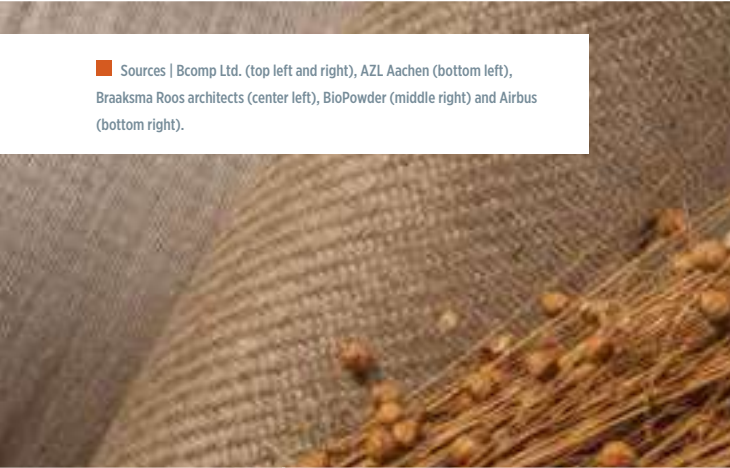 Sources | Bcomp Ltd. (top left and right), AZL Aachen (bottom left),
Braaksma Roos architects (center left), BioPowder (middle right) and Airbus
(bottom right).